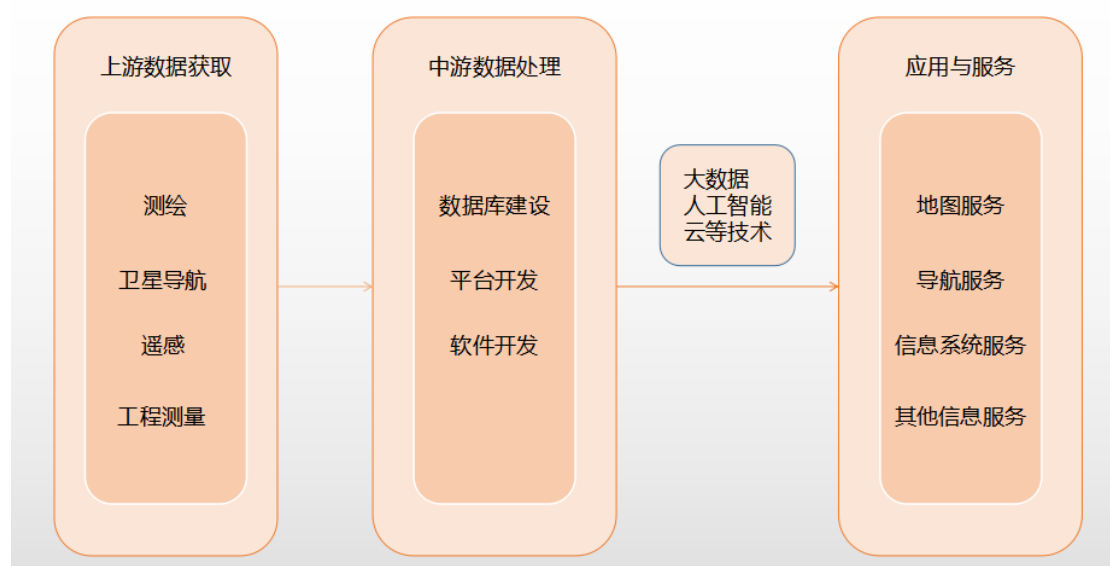 上游数据获取
测绘
卫星导航
遥感
工程测量
中游数据处理
数据库建设
平台开发
软件开发
大数据
人工智能
云等技术
应用与服务
地图服务
导航服务
信息系统服务
其他信息服务